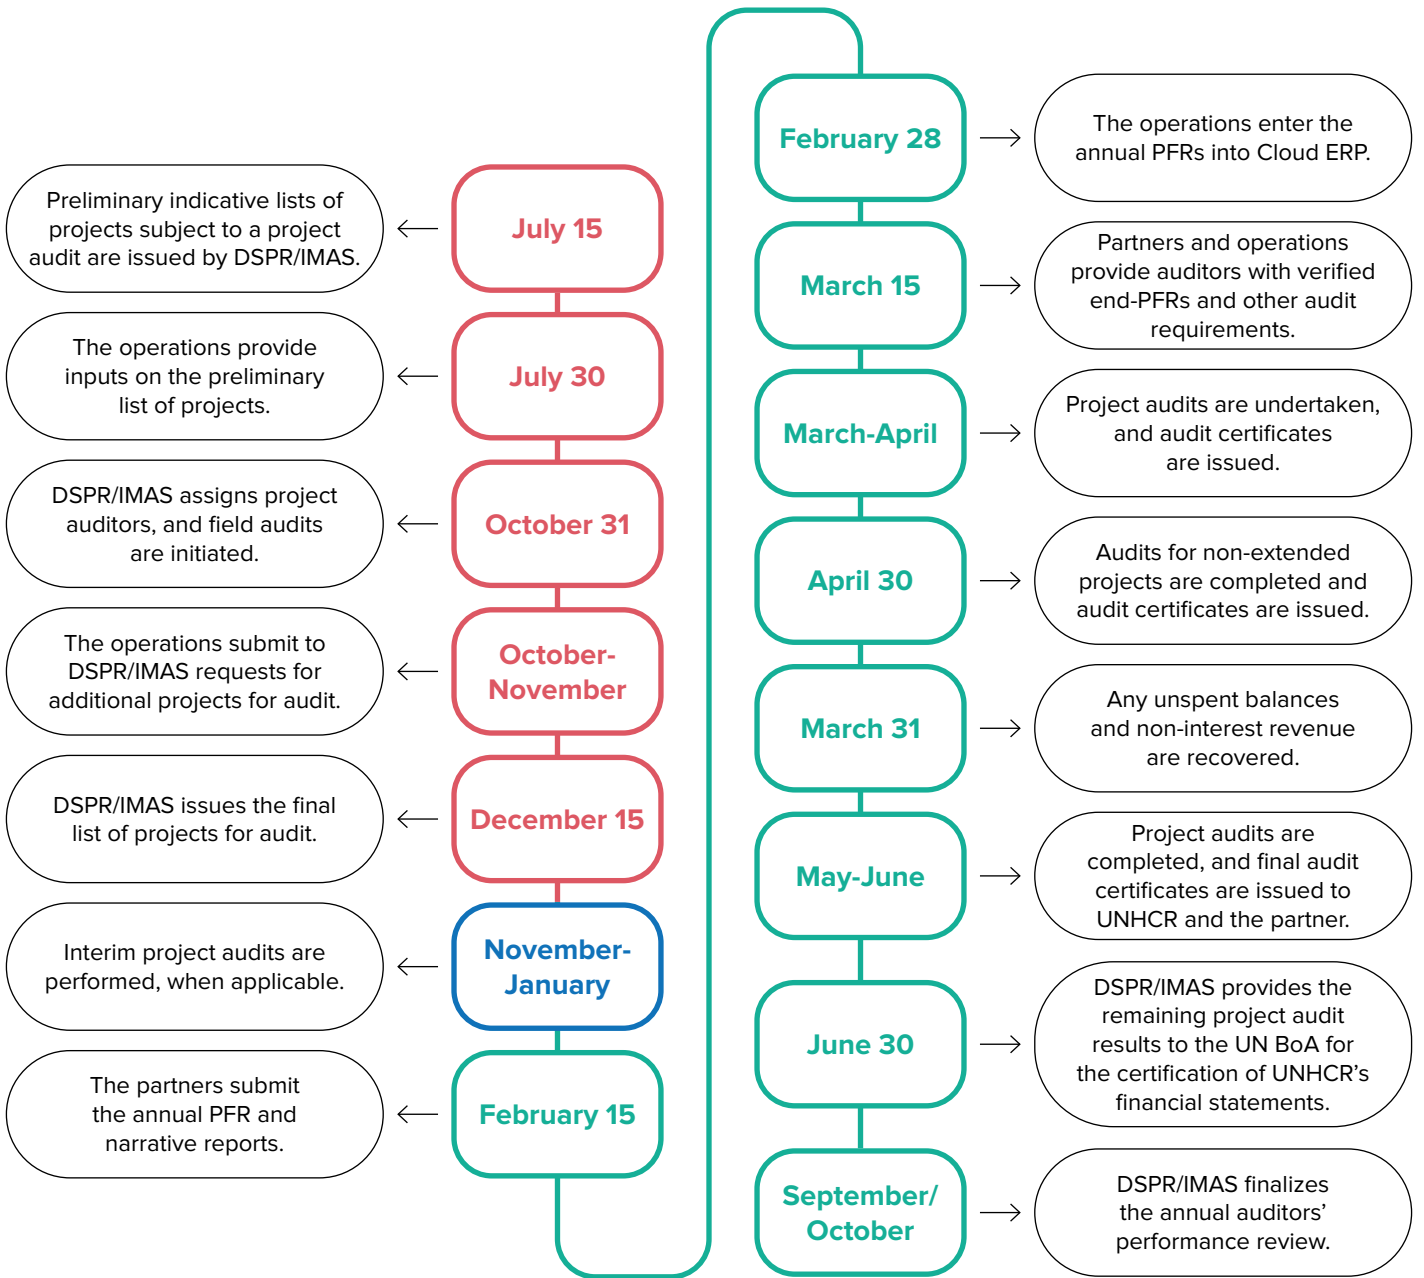 July 15
Preliminary indicative lists of
projects subject to a project
audit are issued by DSPR/IMAS.
July 30
The operations provide
inputs on the preliminary
list of projects.
October 31
DSPR/IMAS assigns project
auditors, and field audits
are initiated.
October-
November
The operations submit to
DSPR/IMAS requests for
additional projects for audit.
December 15
DSPR/IMAS issues the final
list of projects for audit.
November-
January
Interim project audits are
performed, when applicable.
February 15
The partners submit
the annual PFR and
narrative reports.
February 28
The operations enter the
annual PFRs into Cloud ERP.
March 15
Partners and operations
provide auditors with verified
end-PFRs and other audit
requirements.
March-April
Project audits are undertaken,
and audit certificates
are issued.
April 30
Audits for non-extended
projects are completed and
audit certificates are issued.
March 31
Any unspent balances
and non-interest revenue
are recovered.
May-June
Project audits are
completed, and final audit
certificates are issued to
UNHCR and the partner.
June 30
DSPR/IMAS provides the
remaining project audit
results to the UN BoA for
the certification of UNHCR’s
financial statements.
September/
October
DSPR/IMAS finalizes
the annual auditors’
performance review.